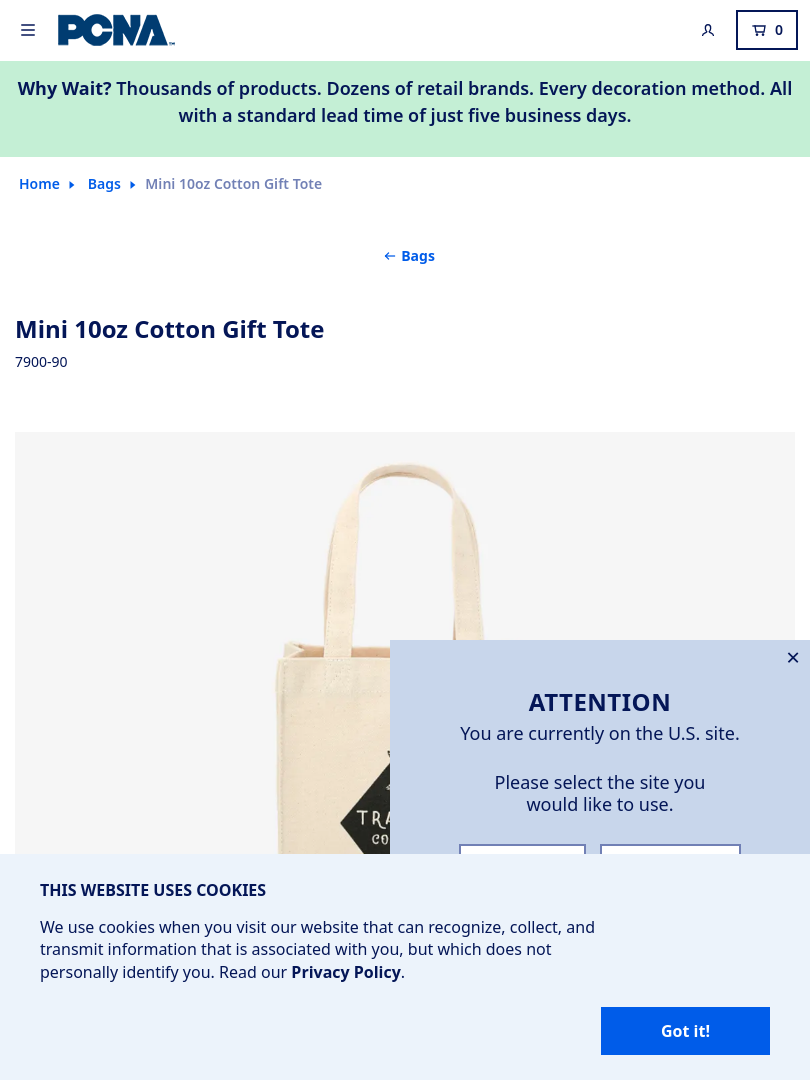 PCNA™
0
Why Wait? Thousands of products. Dozens of retail brands. Every decoration method. All
with a standard lead time of just five business days.
Home
Bags
Mini 10oz Cotton Gift Tote
← Bags
Mini 10oz Cotton Gift Tote
7900-90
ATTENTION
You are currently on the U.S. site.
Please select the site you
would like to use.
THIS WEBSITE USES COOKIES
We use cookies when you visit our website that can recognize, collect, and
transmit information that is associated with you, but which does not
personally identify you. Read our Privacy Policy.
Got it!